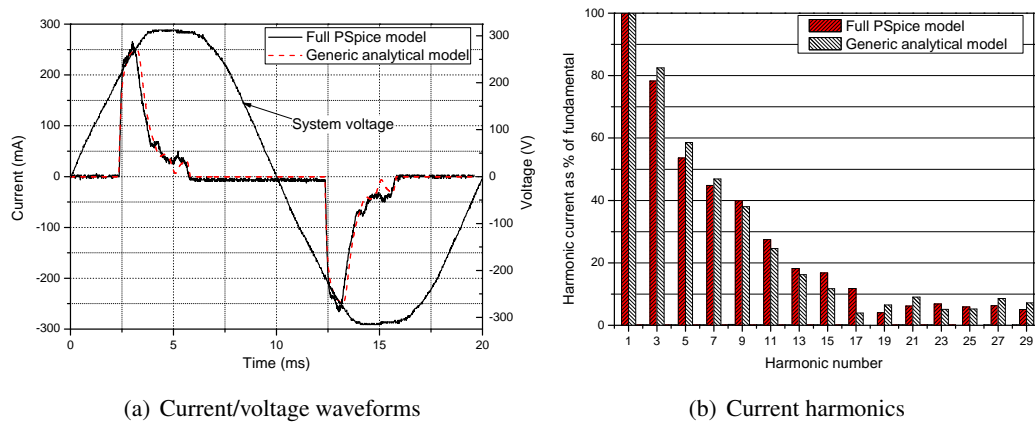 300
200
100
0
-100
-200
-300
Current (mA)
300
200
100
0
-100
-200
-300
Voltage (V)
Full PSpice model
Generic analytical model
System voltage
0 5 10 15 20
Time (ms)
(a) Current/voltage waveforms
100
80
60
40
20
0
Harmonic current as % of fundamental
Full PSpice model
Generic analytical model
1 3 5 7 9 11 13 15 17 19 21 23 25 27 29
Harmonic number
(b) Current harmonics